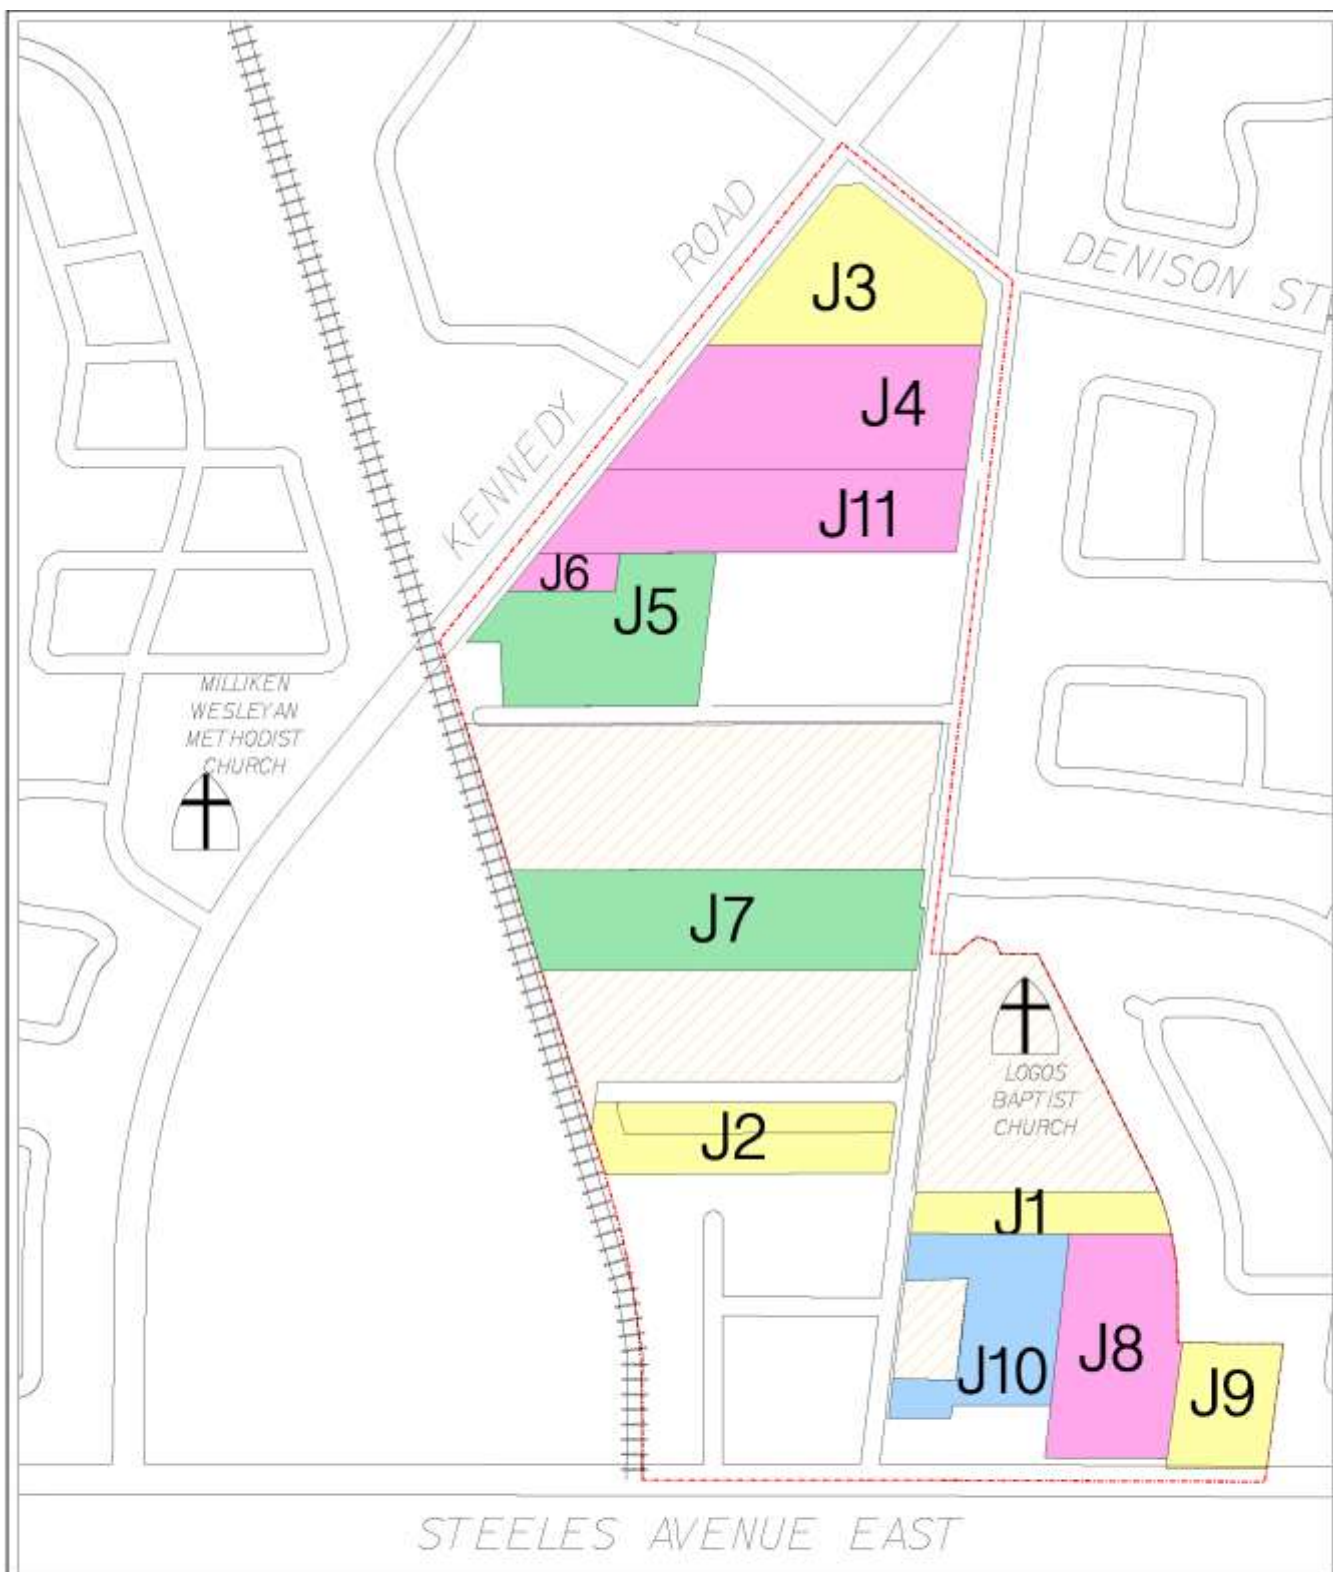 ROAD
DENISON ST
J3
J4
KENNEDY
J11
J6
J5
MILLIKEN
WESLEYAN
METHODIST
CHURCH
J7
LOGOS
BAPTIST
CHURCH
J2
J1
J10
J8
J9
STEELES AVENUE EAST